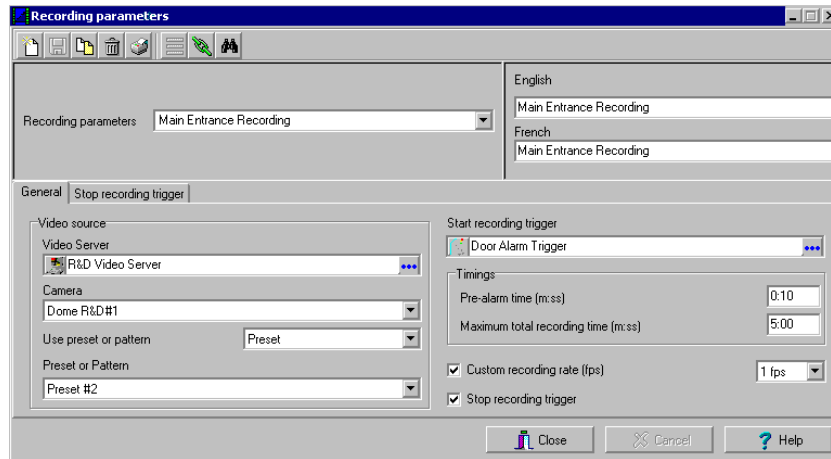 Recording parameters
English
Recording parameters Main Entrance Recording
Main Entrance Recording
French
Main Entrance Recording
General Stop recording trigger
Video source
Video Server
R&D Video Server
Camera
Dome R&D#1
Use preset or pattern Preset
Preset or Pattern
Preset #2
Start recording trigger
Door Alarm Trigger
Timings
Pre-alarm time (m:ss) 0:10
Maximum total recording time (m:ss) 5:00
Custom recording rate (fps) 1 fps
Stop recording trigger
Close Cancel Help